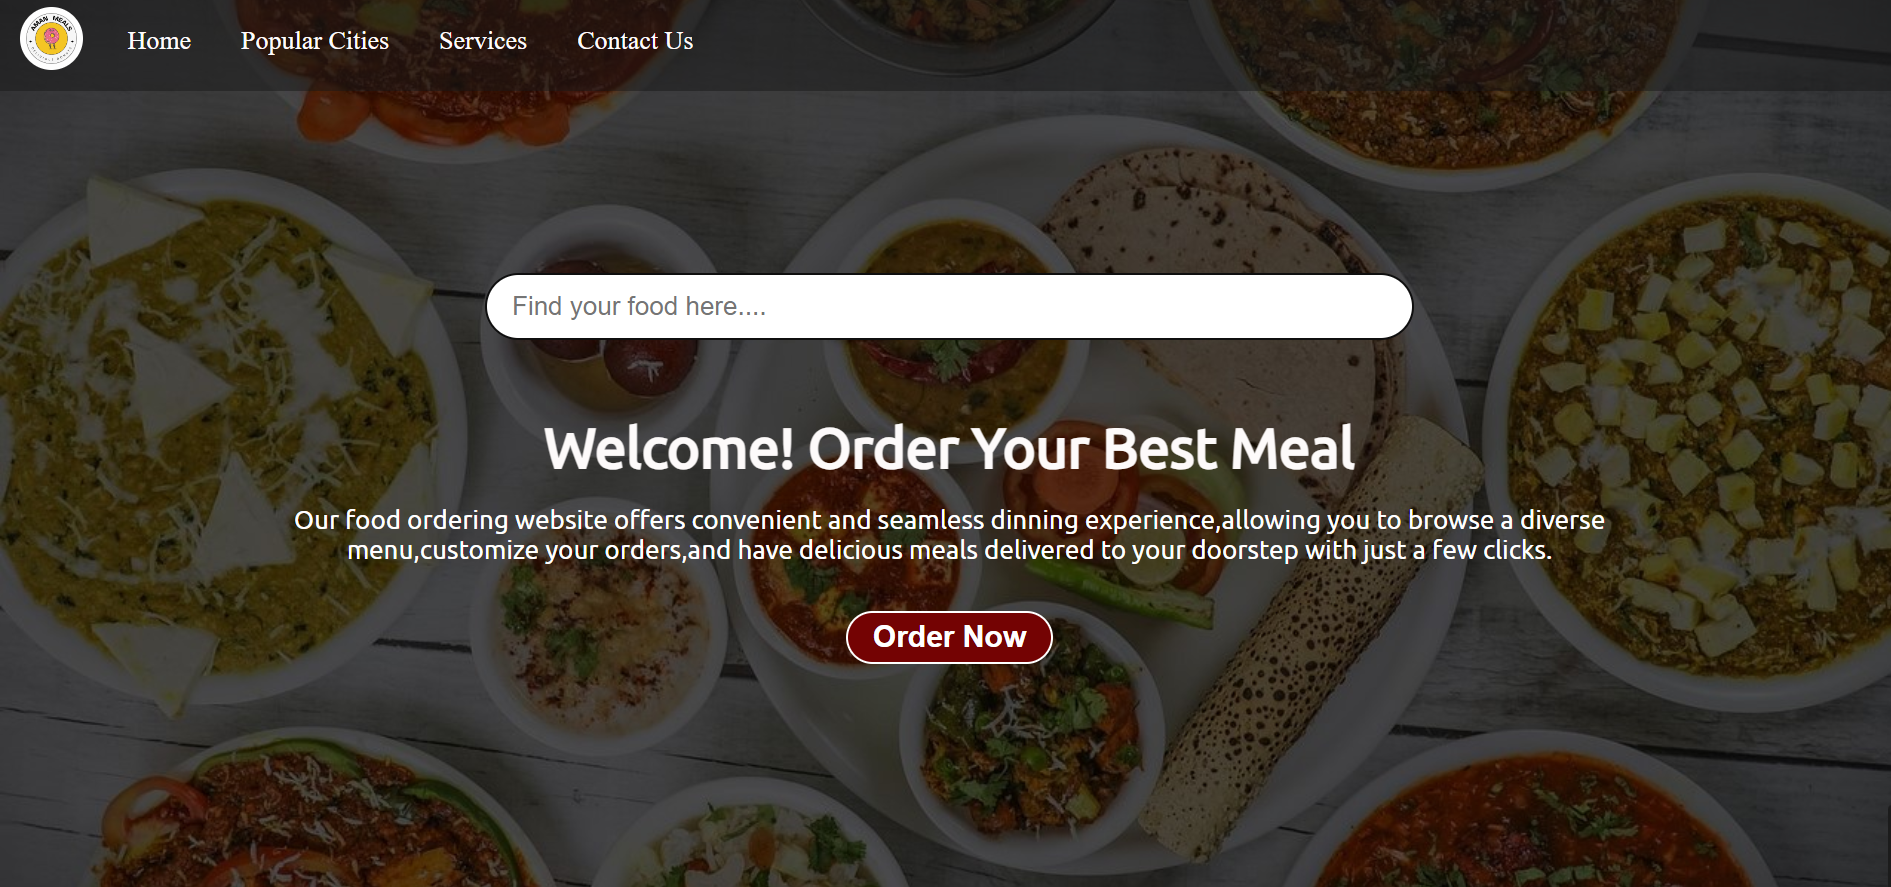 AMAN MEALS
Home
Popular Cities
Services
Contact Us
Find your food here....
Welcome! Order Your Best Meal
Our food ordering website offers convenient and seamless dinning experience,allowing you to browse a diverse
menu,customize your orders,and have delicious meals delivered to your doorstep with just a few clicks.
Order Now